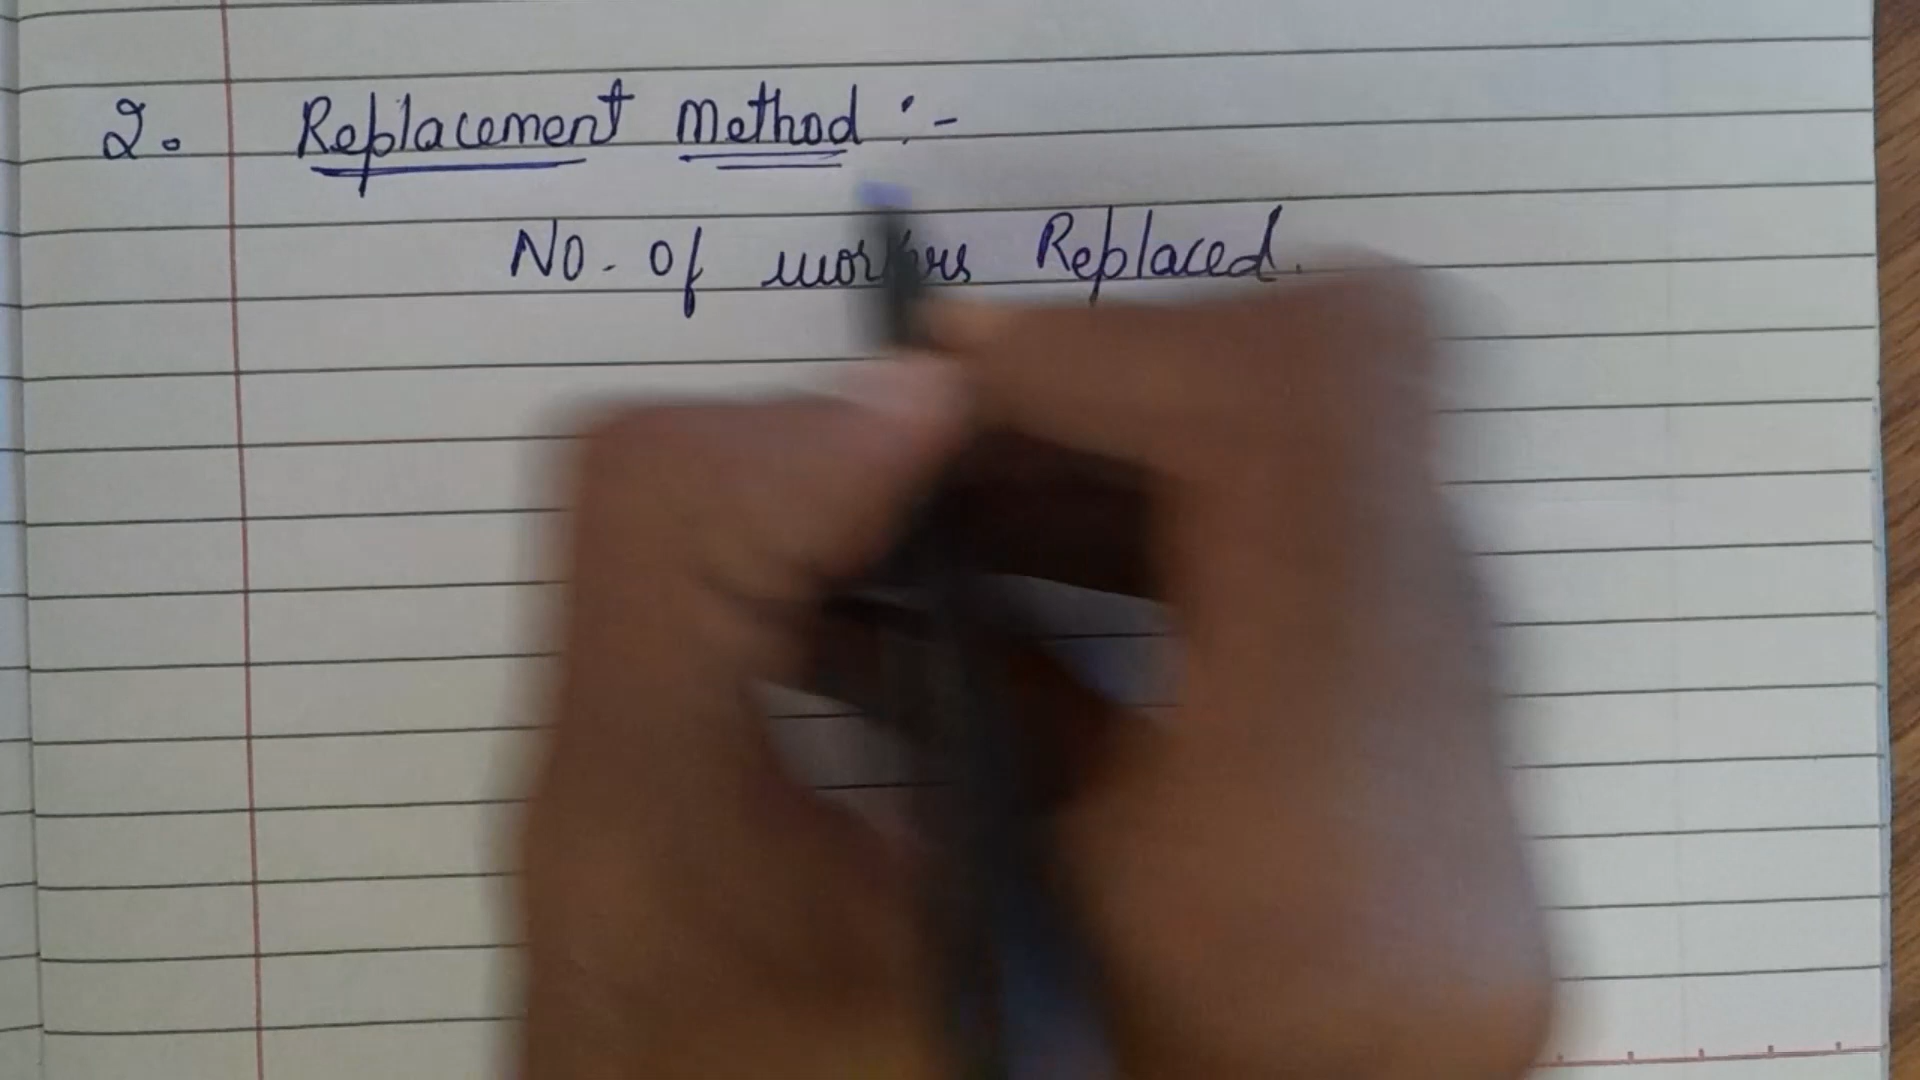 2. Replacement Method :-
No. of workers Replaced.